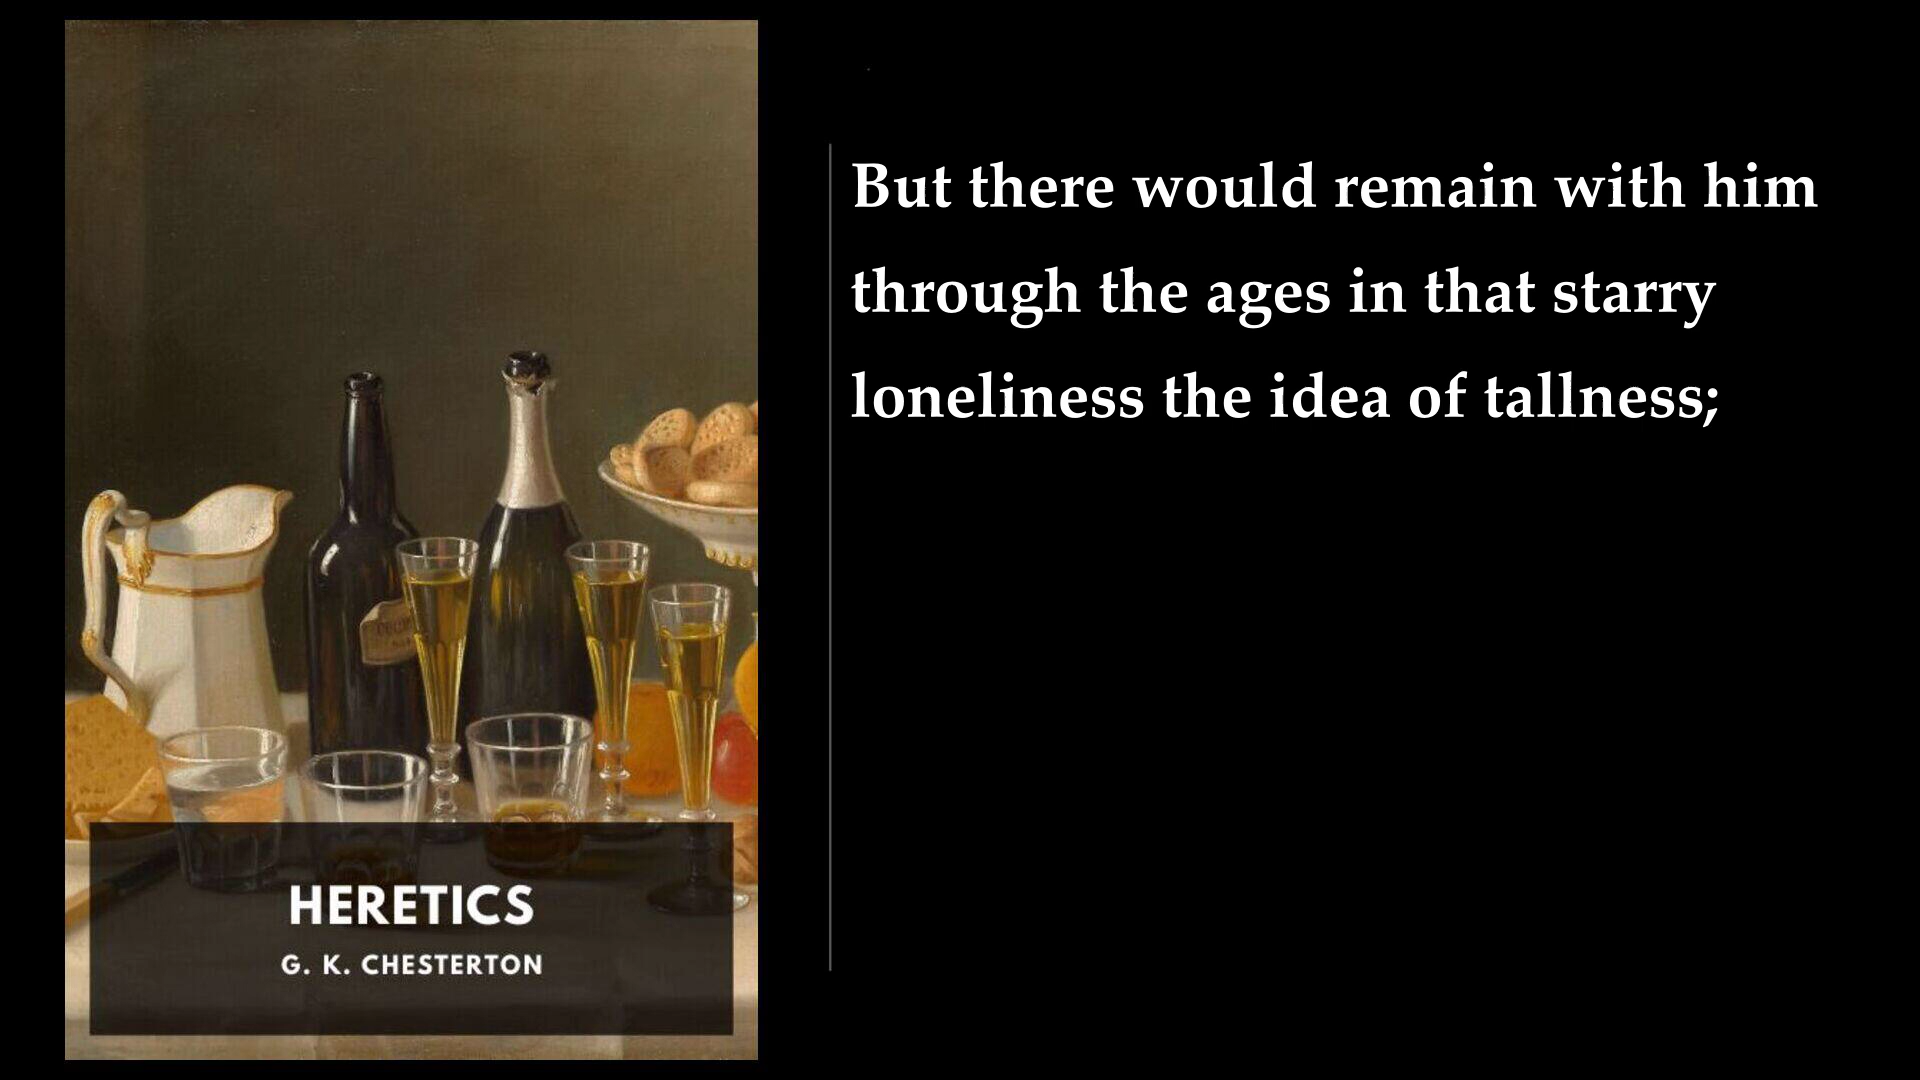 But there would remain with him
through the ages in that starry
loneliness the idea of tallness;
HERETICS
G. K. CHESTERTON